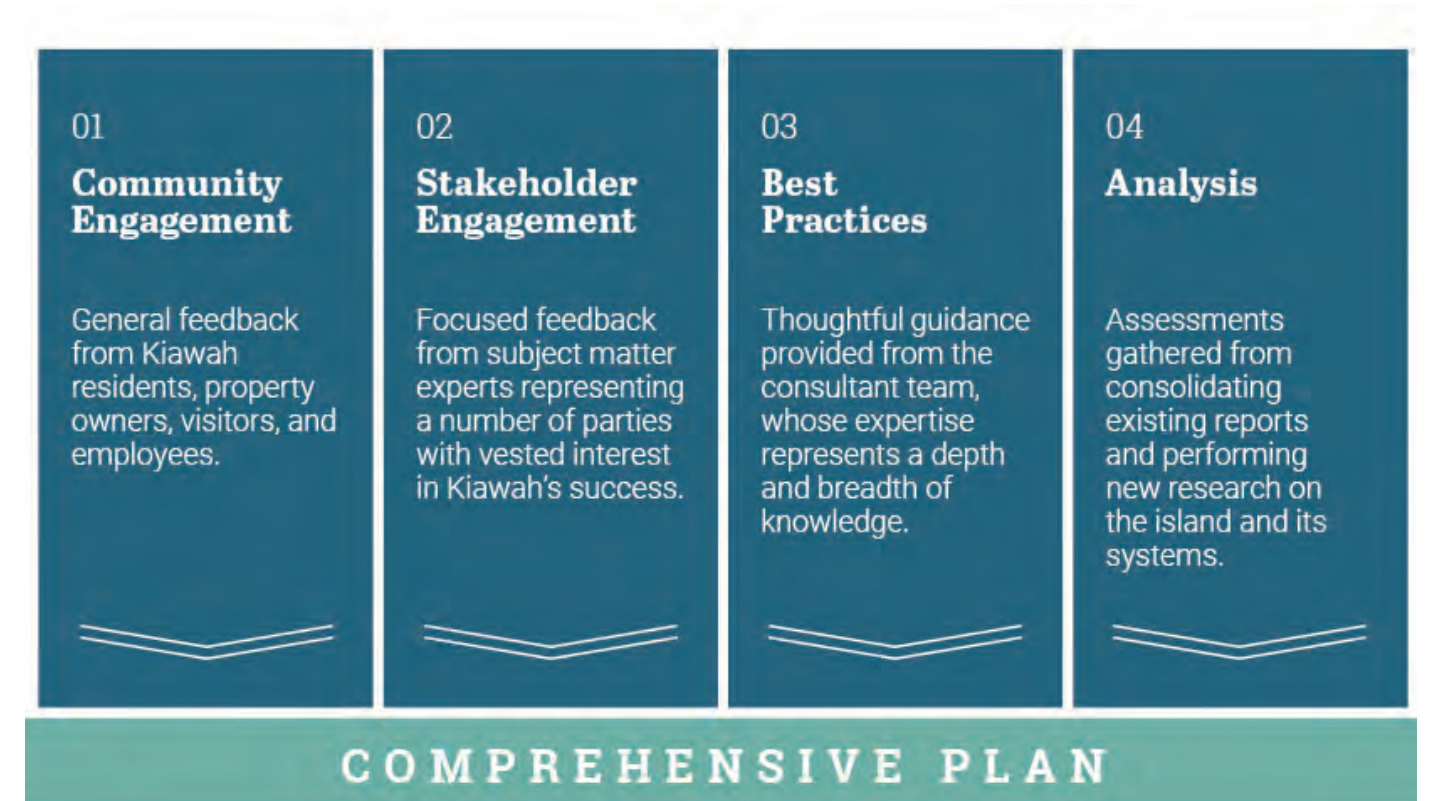 01
Community
Engagement
General feedback
from Kiawah
residents, property
owners, visitors, and
employees.
02
Stakeholder
Engagement
Focused feedback
from subject matter
experts representing
a number of parties
with vested interest
in Kiawah’s success.
03
Best
Practices
Thoughtful guidance
provided from the
consultant team,
whose expertise
represents a depth
and breadth of
knowledge.
04
Analysis
Assessments
gathered from
consolidating
existing reports
and performing
new research on
the island and its
systems.
COMPREHENSIVE PLAN